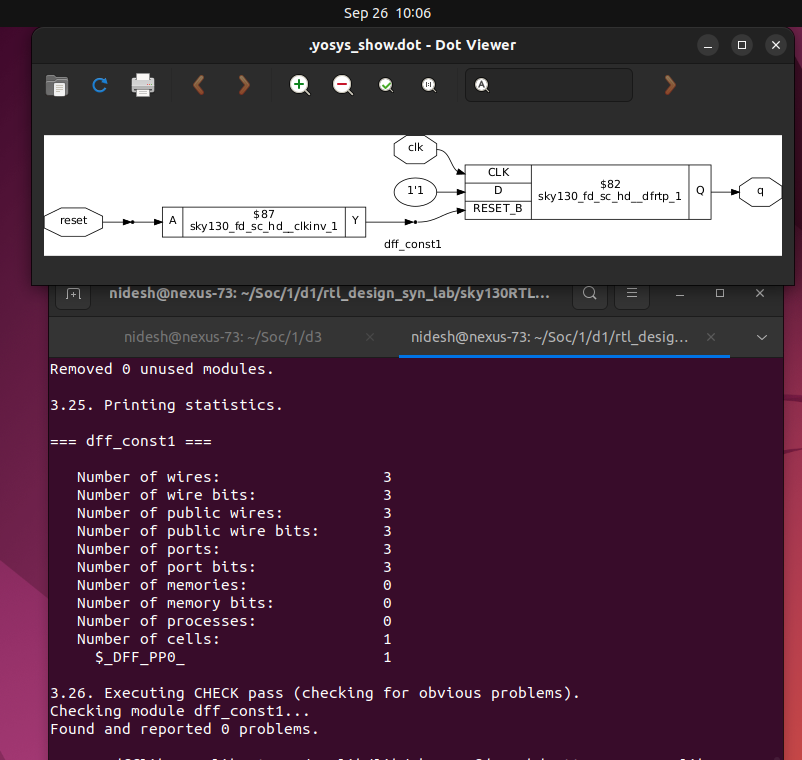 Sep 26 10:06
.yosys_show.dot - Dot Viewer
clk
CLK
1'1
D
$82
sky130_fd_sc_hd__dfrtp_1
Q
q
RESET_B
reset
A
$87
sky130_fd_sc_hd__clkinv_1
Y
dff_const1
nidesh@nexus-73: ~/Soc/1/d1/rtl_design_syn_lab/sky130RTL...
nidesh@nexus-73: ~/Soc/1/d3
nidesh@nexus-73: ~/Soc/1/d1/rtl_desig...
Removed 0 unused modules.
3.25. Printing statistics.
=== dff_const1 ===
Number of wires: 3
Number of wire bits: 3
Number of public wires: 3
Number of public wire bits: 3
Number of ports: 3
Number of port bits: 3
Number of memories: 0
Number of memory bits: 0
Number of processes: 0
Number of cells: 1
$_DFF_PP0_ 1
3.26. Executing CHECK pass (checking for obvious problems).
Checking module dff_const1...
Found and reported 0 problems.